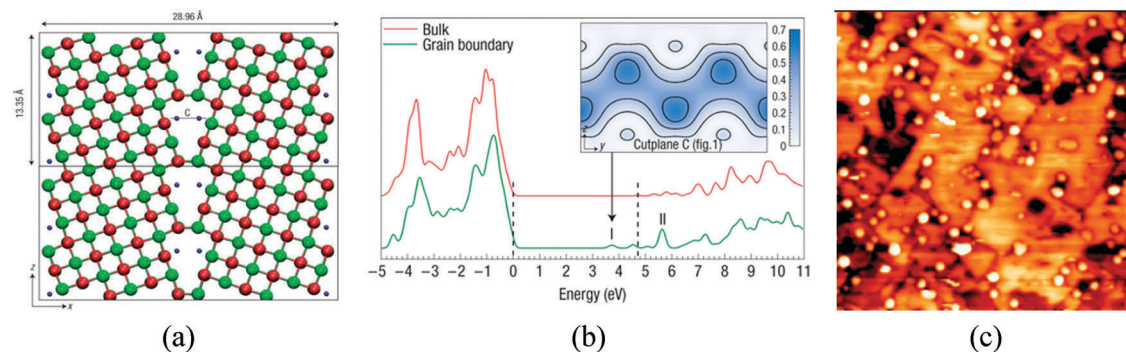 28.96 Å
13.35 Å
C
z
x
(a)
Bulk
Grain boundary
0.7
0.6
0.5
0.4
0.3
0.2
0.1
0
z
y
Cutplane C (fig.1)
I
II
−5 −4 −3 −2 −1 0 1 2 3 4 5 6 7 8 9 10 11
Energy (eV)
(b)
(c)